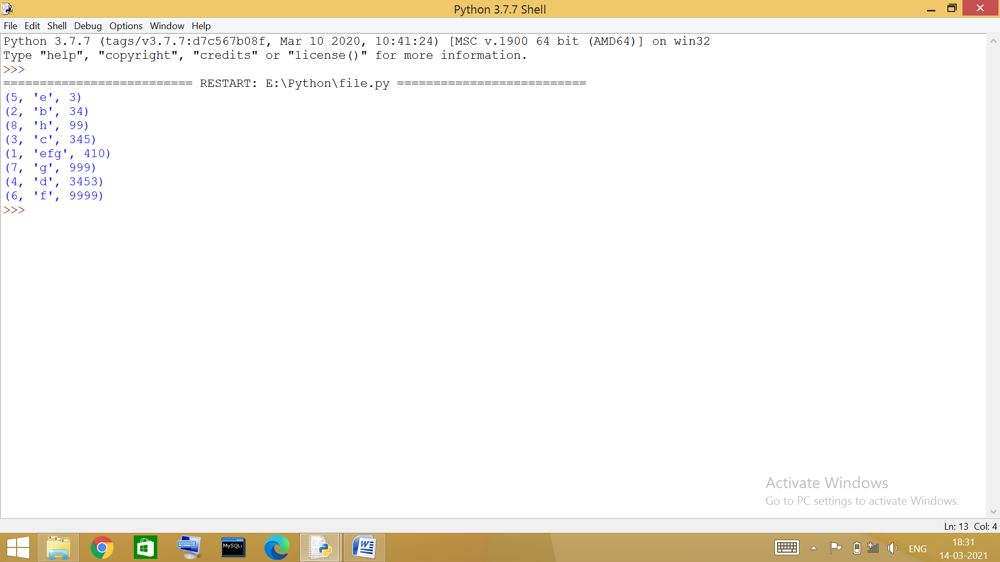 Python 3.7.7 Shell
File Edit Shell Debug Options Window Help
Python 3.7.7 (tags/v3.7.7:d7c567b08f, Mar 10 2020, 10:41:24) [MSC v.1900 64 bit (AMD64)] on win32
Type "help", "copyright", "credits" or "license()" for more information.
>>>
========================== RESTART: E:\Python\file.py ==========================
(5, 'e', 3)
(2, 'b', 34)
(8, 'h', 99)
(3, 'c', 345)
(1, 'efg', 410)
(7, 'g', 999)
(4, 'd', 3453)
(6, 'f', 9999)
>>>
Activate Windows
Go to PC settings to activate Windows.
Ln: 13 Col: 4
MySQL>
ENG
18:31
14-03-2021